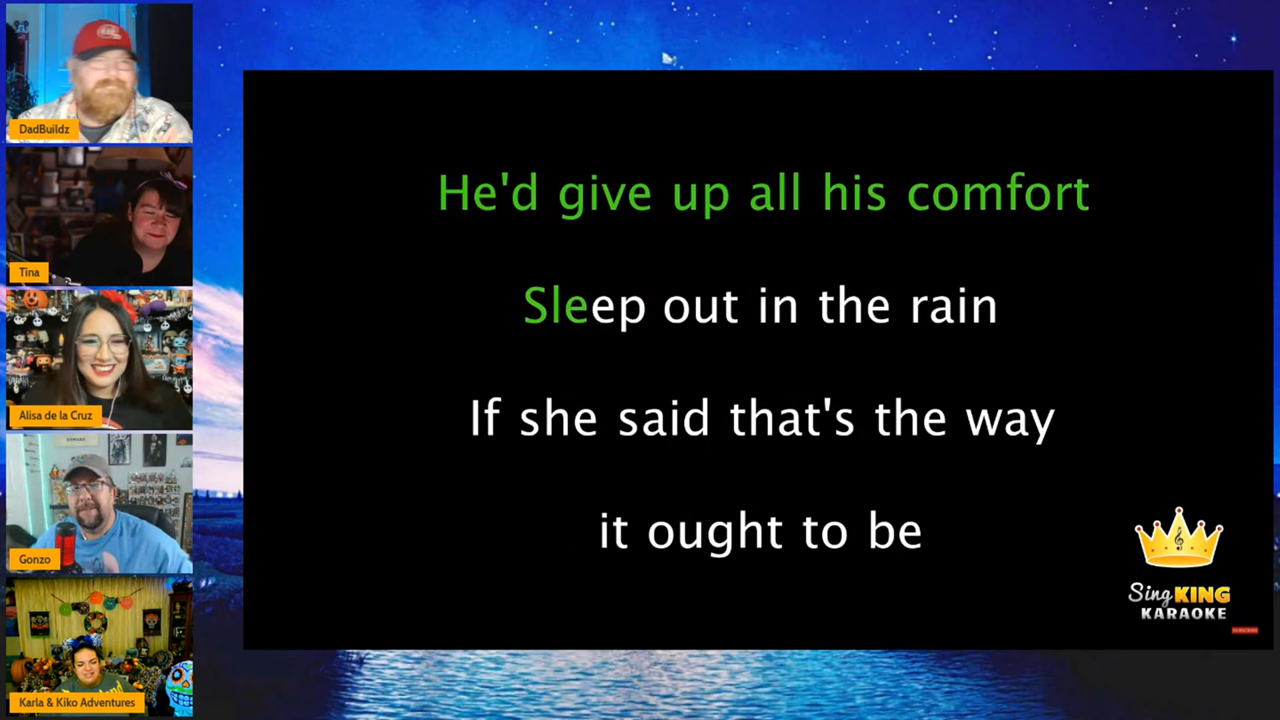 DadBuildz
Tina
Alisa de la Cruz
Gonzo
Karla & Kiko Adventures
He'd give up all his comfort
Sleep out in the rain
If she said that's the way
it ought to be
Sing KING
KARAOKE